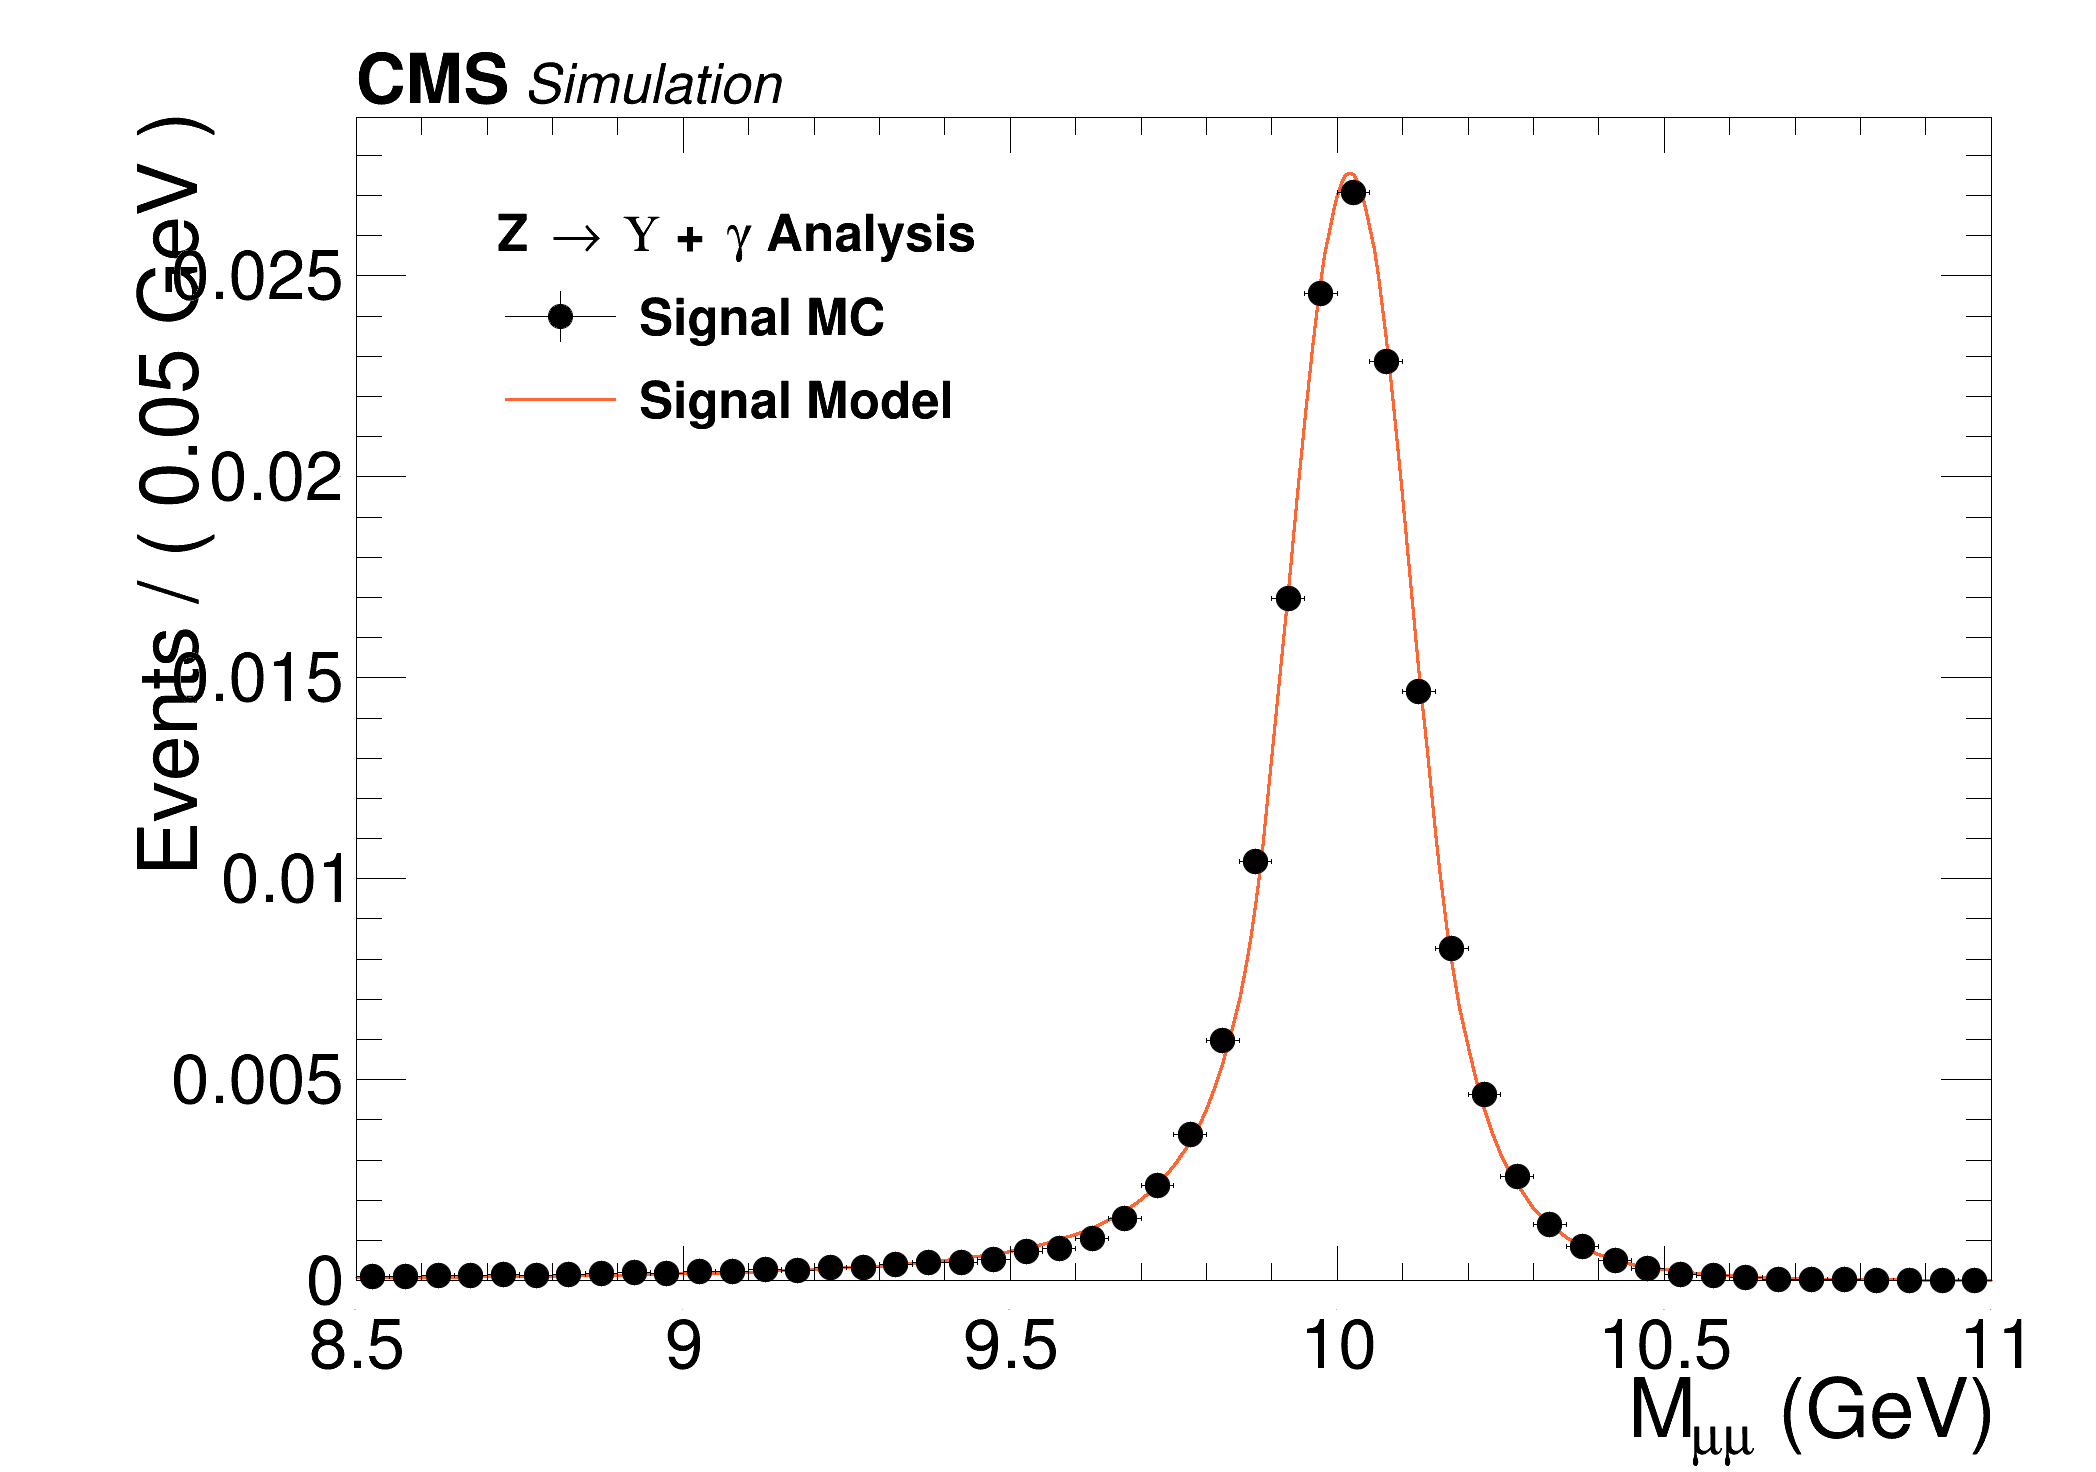 CMS Simulation
Events / ( 0.05 GeV )
Z → Υ + γ Analysis
Signal MC
Signal Model
0.025
0.02
0.015
0.01
0.005
0
8.5 9 9.5 10 10.5 11
Mμμ (GeV)